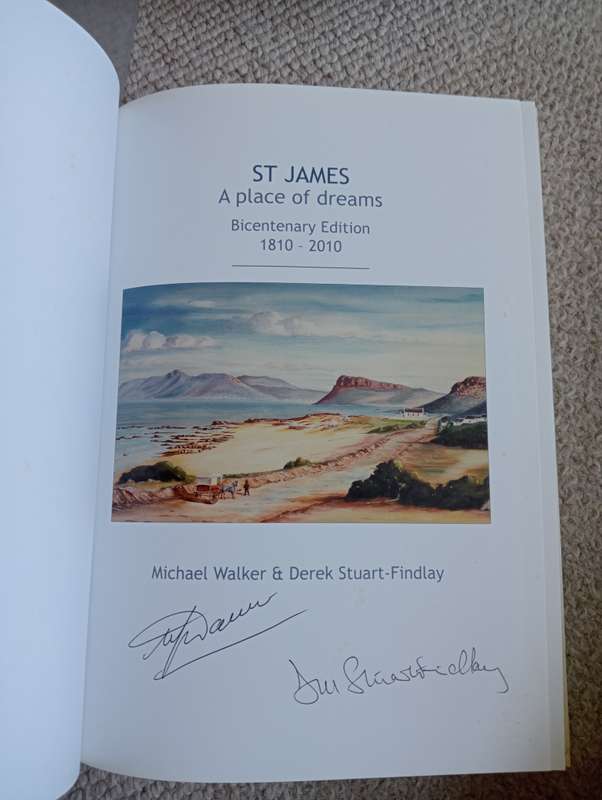 ST JAMES
A place of dreams
Bicentenary Edition
1810 - 2010
Michael Walker & Derek Stuart-Findlay